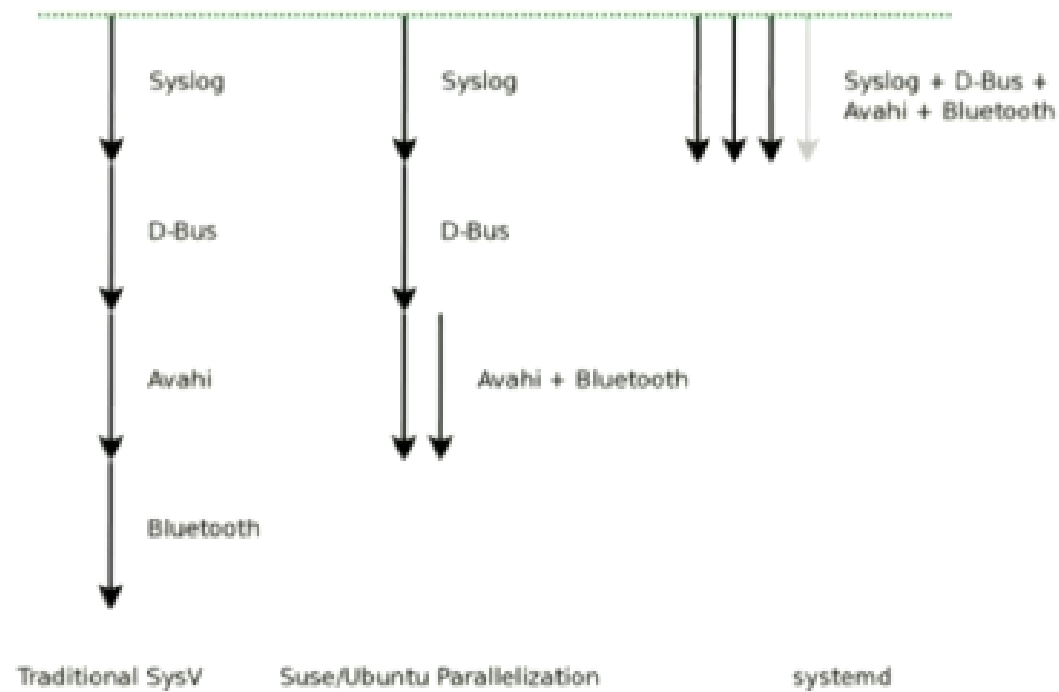 Syslog
Syslog
Syslog + D-Bus +
Avahi + Bluetooth
D-Bus
D-Bus
Avahi
Avahi + Bluetooth
Bluetooth
Traditional SysV
Suse/Ubuntu Parallelization
systemd